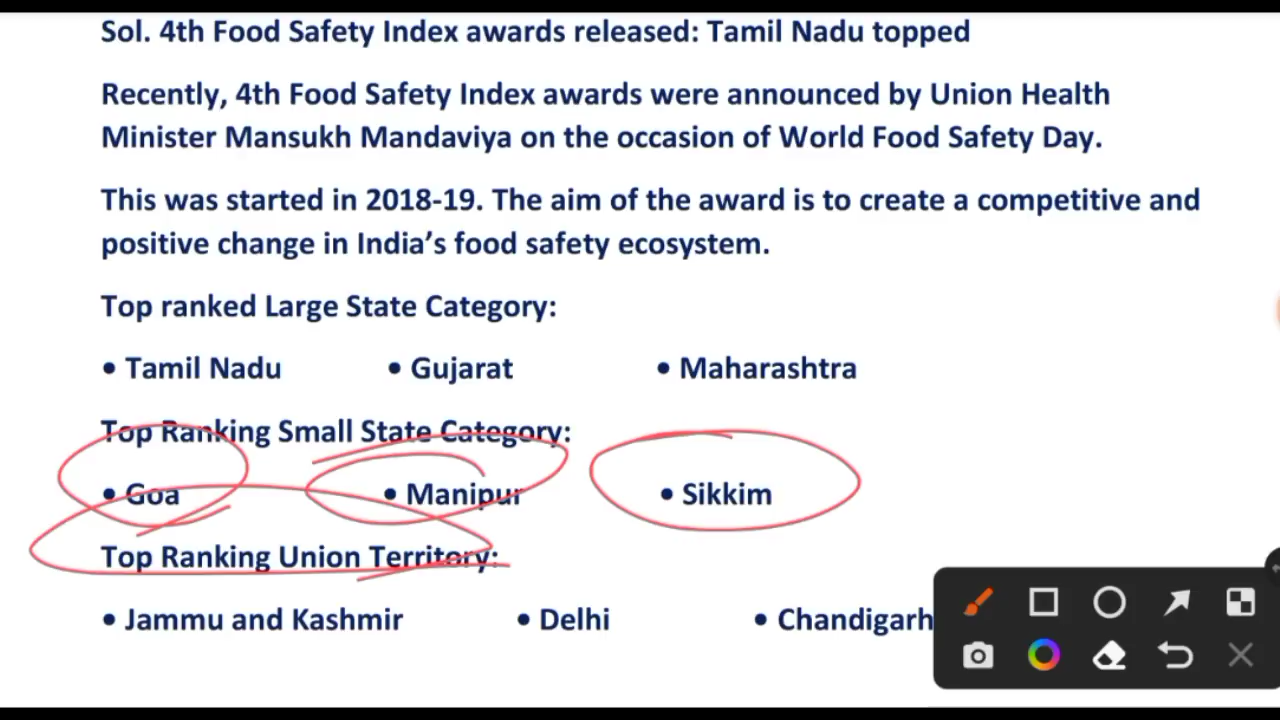 Sol. 4th Food Safety Index awards released: Tamil Nadu topped
Recently, 4th Food Safety Index awards were announced by Union Health
Minister Mansukh Mandaviya on the occasion of World Food Safety Day.
This was started in 2018-19. The aim of the award is to create a competitive and
positive change in India’s food safety ecosystem.
Top ranked Large State Category:
• Tamil Nadu • Gujarat • Maharashtra
Top Ranking Small State Category:
• Goa • Manipur • Sikkim
Top Ranking Union Territory:
• Jammu and Kashmir • Delhi • Chandigarh